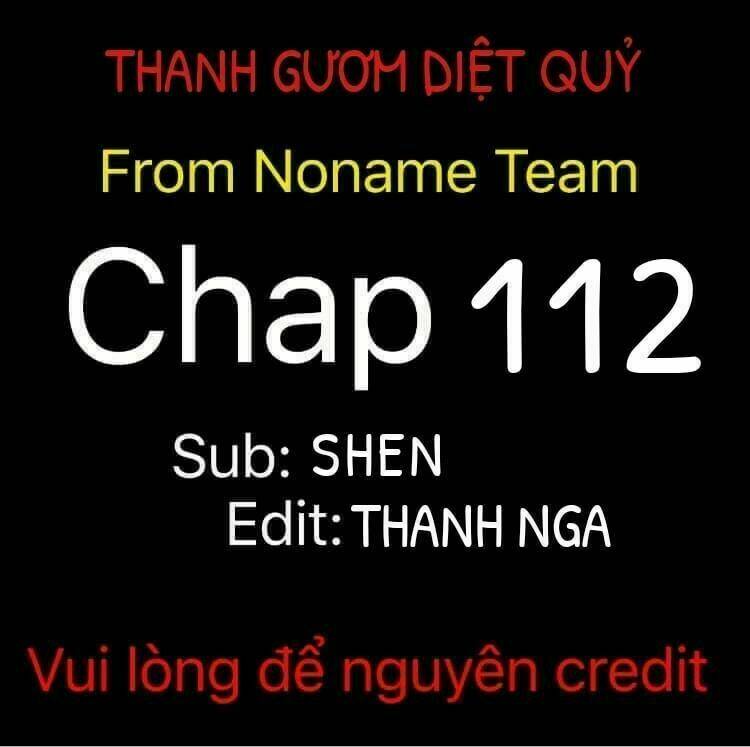 THANH GƯƠM DIỆT QUỶ
From Noname Team
Chap 112
Sub: SHEN
Edit: THANH NGA
Vui lòng để nguyên credit